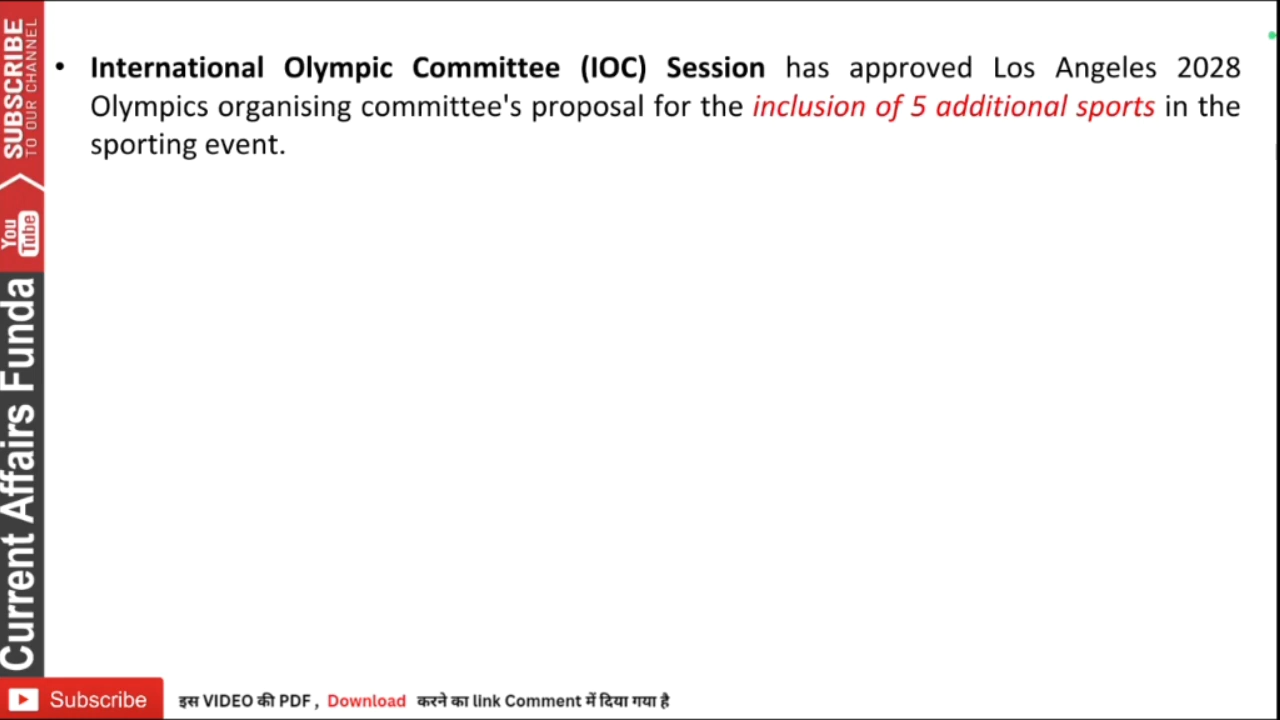 • International Olympic Committee (IOC) Session has approved Los Angeles 2028
Olympics organising committee's proposal for the inclusion of 5 additional sports in the
sporting event.
SUBSCRIBE
TO OUR CHANNEL
You
Tube
Current Affairs Funda
Subscribe
इस VIDEO की PDF , Download करने का link Comment में दिया गया है